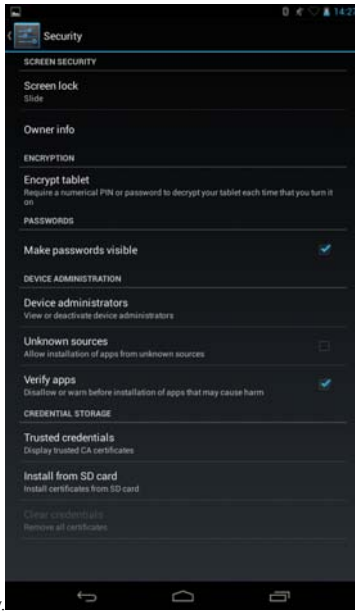 14:27
Security
SCREEN SECURITY
Screen lock
Slide
Owner info
ENCRYPTION
Encrypt tablet
Require a numerical PIN or password to decrypt your tablet each time that you turn it
on
PASSWORDS
Make passwords visible
DEVICE ADMINISTRATION
Device administrators
View or deactivate device administrators
Unknown sources
Allow installation of apps from unknown sources
Verify apps
Disallow or warn before installation of apps that may cause harm
CREDENTIAL STORAGE
Trusted credentials
Display trusted CA certificates
Install from SD card
Install certificates from SD card
Clear credentials
Remove all certificates